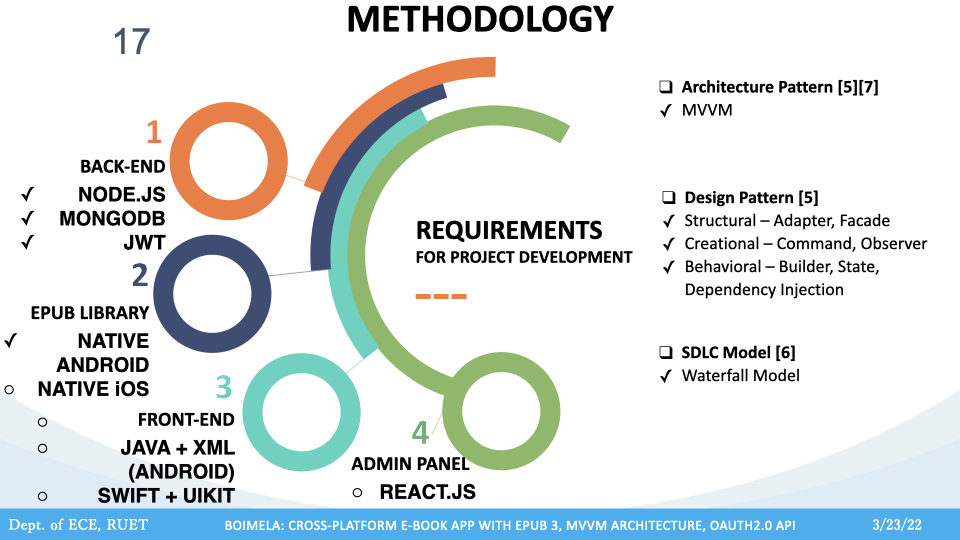 METHODOLOGY
17
1
BACK-END
✓ NODE.JS
✓ MONGODB
✓ JWT
2
EPUB LIBRARY
✓ NATIVE
ANDROID
○ NATIVE iOS
3
○ FRONT-END
○ JAVA + XML
(ANDROID)
○ SWIFT + UIKIT
4
ADMIN PANEL
○ REACT.JS
REQUIREMENTS
FOR PROJECT DEVELOPMENT
❑ Architecture Pattern [5][7]
✓ MVVM
❑ Design Pattern [5]
✓ Structural – Adapter, Facade
✓ Creational – Command, Observer
✓ Behavioral – Builder, State,
Dependency Injection
❑ SDLC Model [6]
✓ Waterfall Model
Dept. of ECE, RUET
BOIMELA: CROSS-PLATFORM E-BOOK APP WITH EPUB 3, MVVM ARCHITECTURE, OAUTH2.0 API
3/23/22